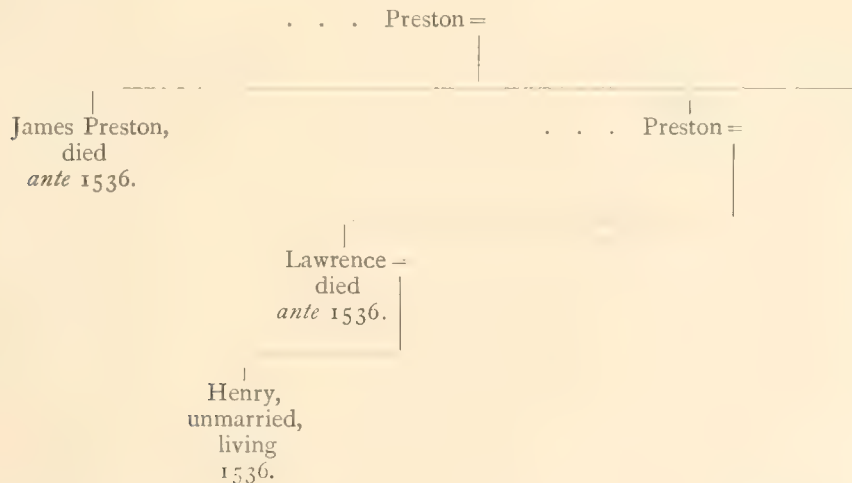 . . . Preston =
James Preston,
died
ante 1536.
. . . Preston =
Lawrence =
died
ante 1536.
Henry,
unmarried,
living
1536.